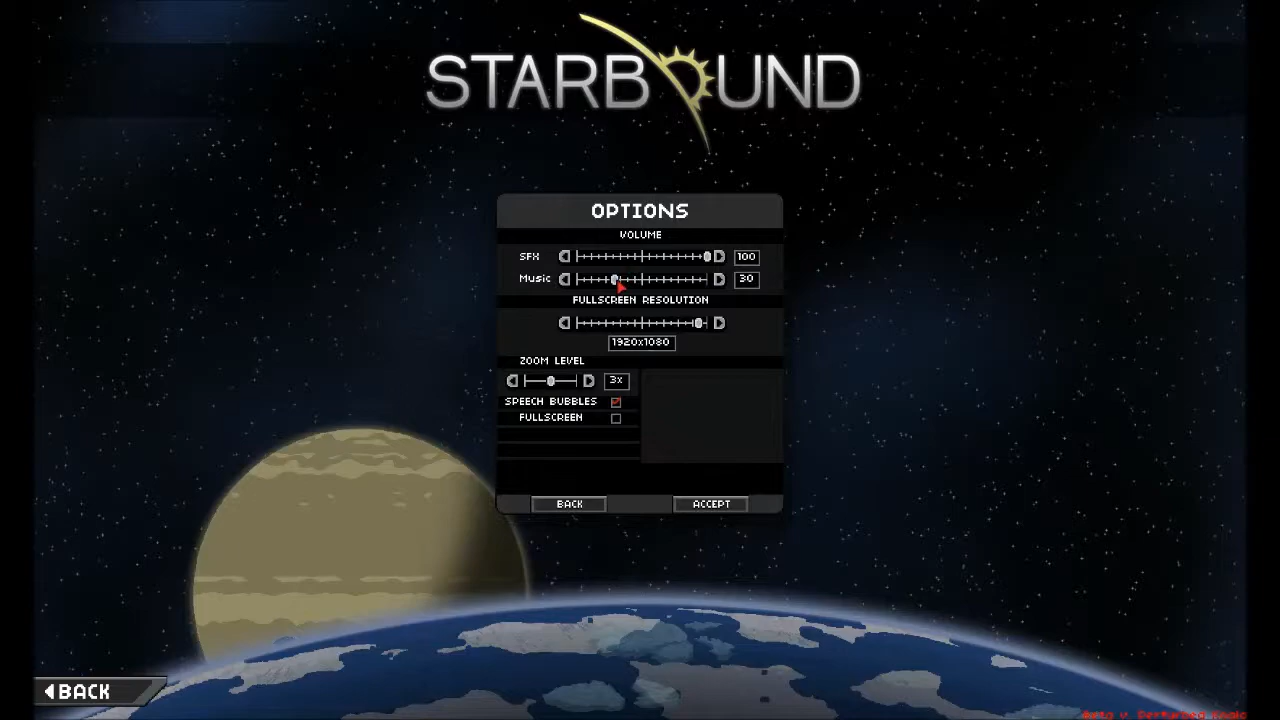 STARBOUND
OPTIONS
VOLUME
SFX 100
Music 30
FULLSCREEN RESOLUTION
1920x1080
ZOOM LEVEL
3x
SPEECH BUBBLES
FULLSCREEN
BACK ACCEPT
BACK